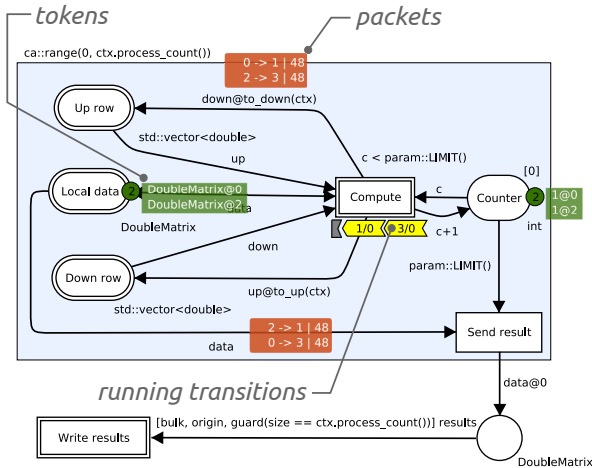 tokens
packets
ca::range(0, ctx.process_count())
0 -> 1 | 48
2 -> 3 | 48
Up row
down@to_down(ctx)
std::vector<double>
up
c < param::LIMIT()
[0]
Local data
2
DoubleMatrix@0
DoubleMatrix@2
DoubleMatrix
Compute
c
Counter
2
1@0
1@2
int
1/0
3/0
c+1
down
Down row
up@to_up(ctx)
param::LIMIT()
std::vector<double>
2 -> 1 | 48
0 -> 3 | 48
data
Send result
running transitions
data@0
[bulk, origin, guard(size == ctx.process_count())] results
Write results
DoubleMatrix